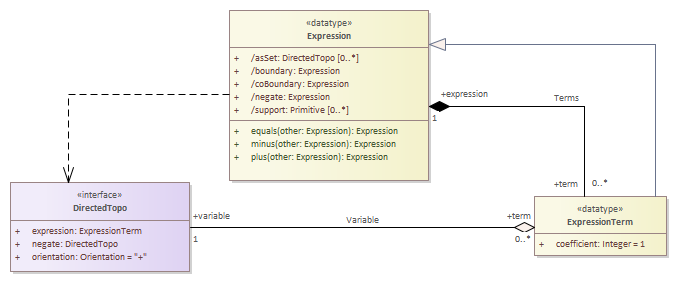 «datatype»
Expression
+ /asSet: DirectedTopo [0..*]
+ /boundary: Expression
+ /coBoundary: Expression
+ /negate: Expression
+ /support: Primitive [0..*]
+ equals(other: Expression): Expression
+ minus(other: Expression): Expression
+ plus(other: Expression): Expression
+expression
1
Terms
+term
0..*
«interface»
DirectedTopo
+ expression: ExpressionTerm
+ negate: DirectedTopo
+ orientation: Orientation = "+"
+variable
1
Variable
+term
0..*
«datatype»
ExpressionTerm
+ coefficient: Integer = 1